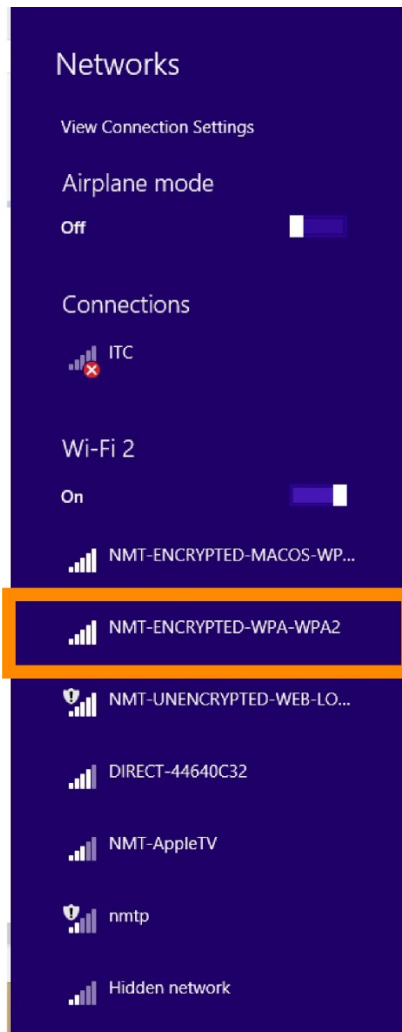 Networks
View Connection Settings
Airplane mode
Off
Connections
ITC
Wi-Fi 2
On
NMT-ENCRYPTED-MACOS-WP...
NMT-ENCRYPTED-WPA-WPA2
NMT-UNENCRYPTED-WEB-LO...
DIRECT-44640C32
NMT-AppleTV
nmtp
Hidden network